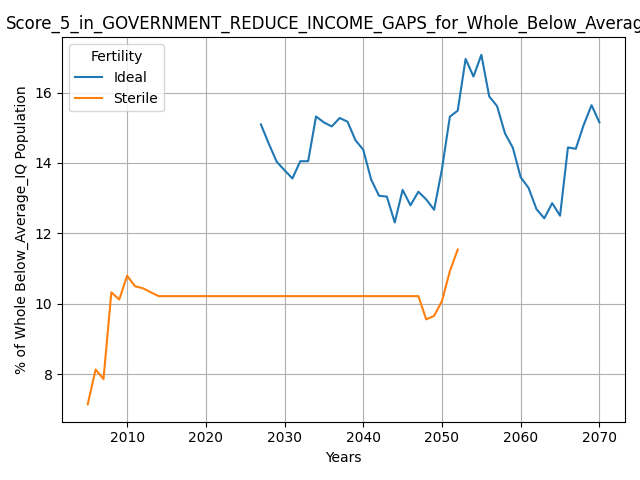 Score_5_in_GOVERNMENT_REDUCE_INCOME_GAPS_for_Whole_Below_Averag
Fertility
Ideal
Sterile
% of Whole Below_Average_IQ Population
16
14
12
10
8
2010 2020 2030 2040 2050 2060 2070
Years